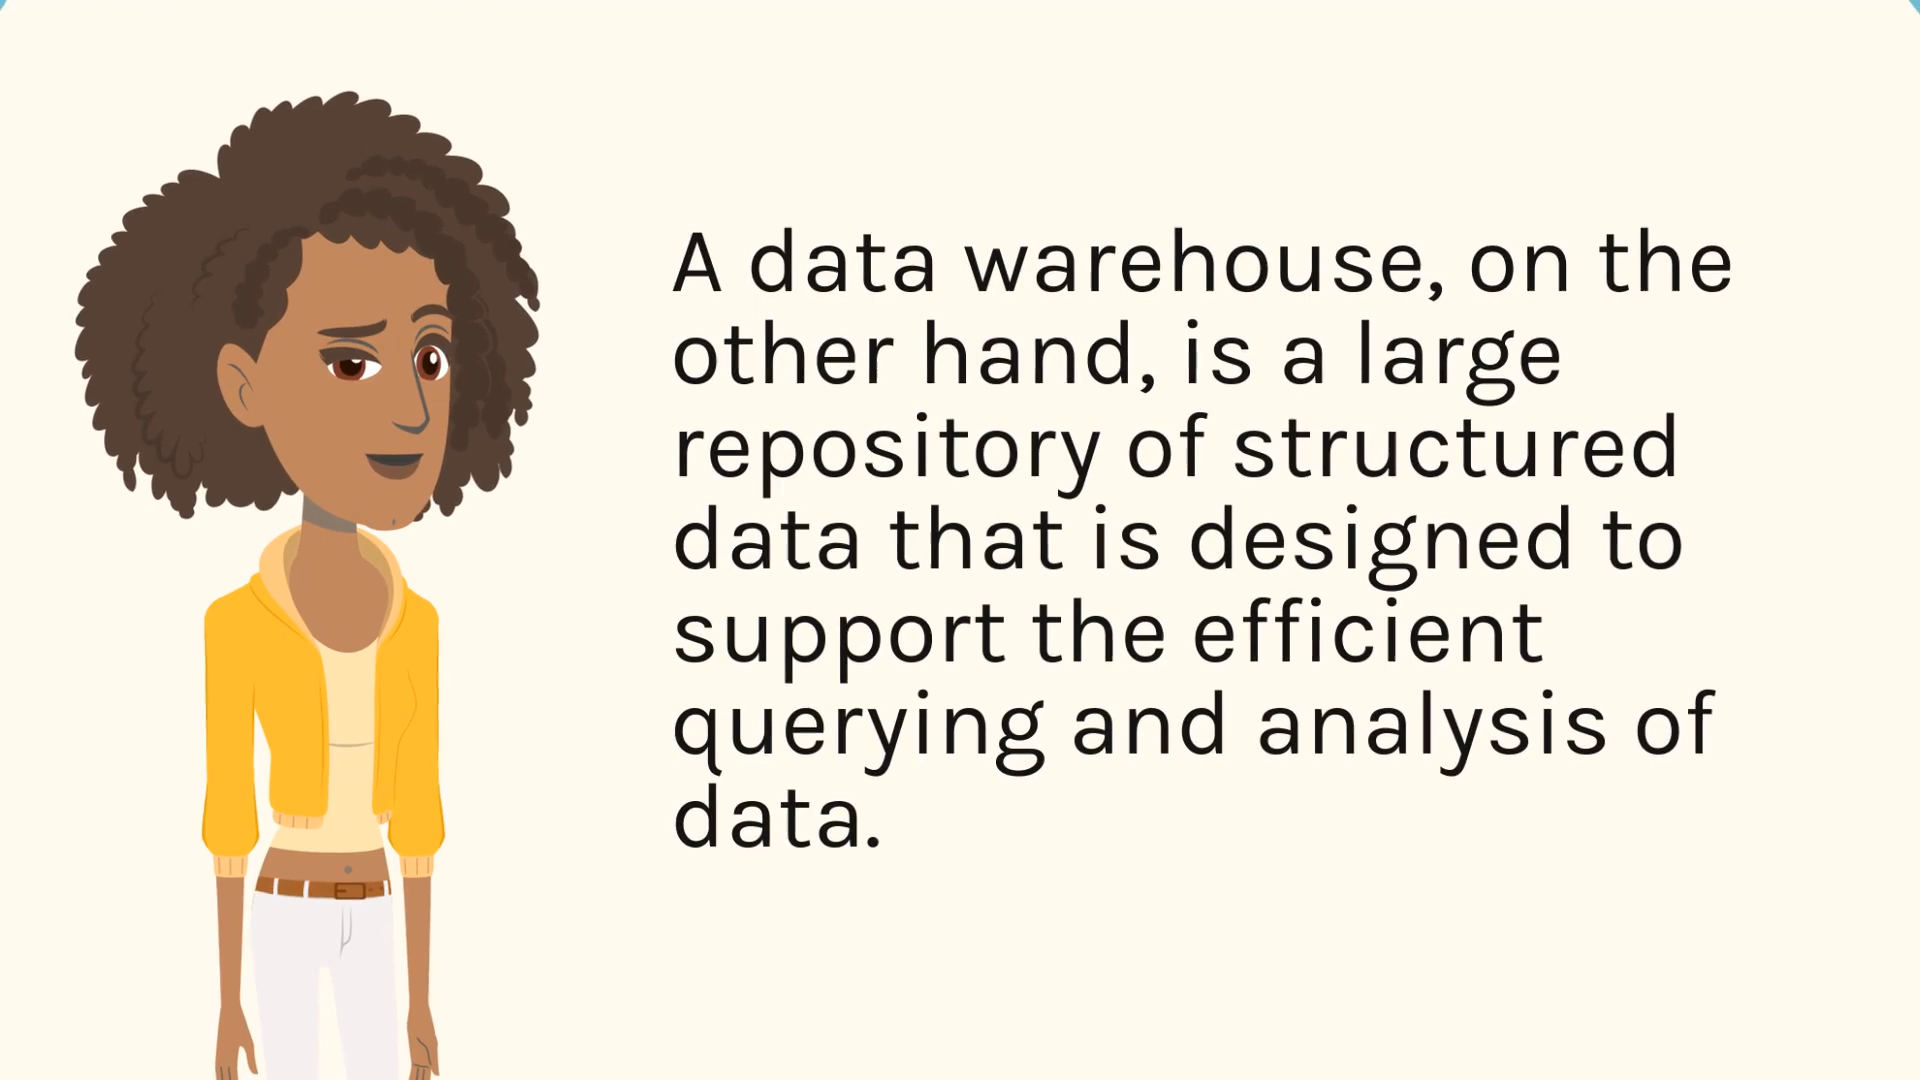 A data warehouse, on the
other hand, is a large
repository of structured
data that is designed to
support the efficient
querying and analysis of
data.